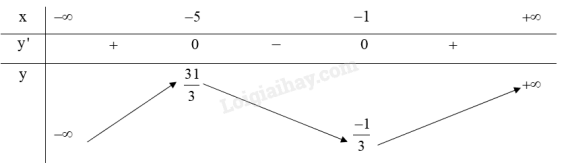 x −∞ −5 −1 +∞
y' + 0 − 0 +
y 31/3 +∞
Loigiaihay.com
−∞ −1/3